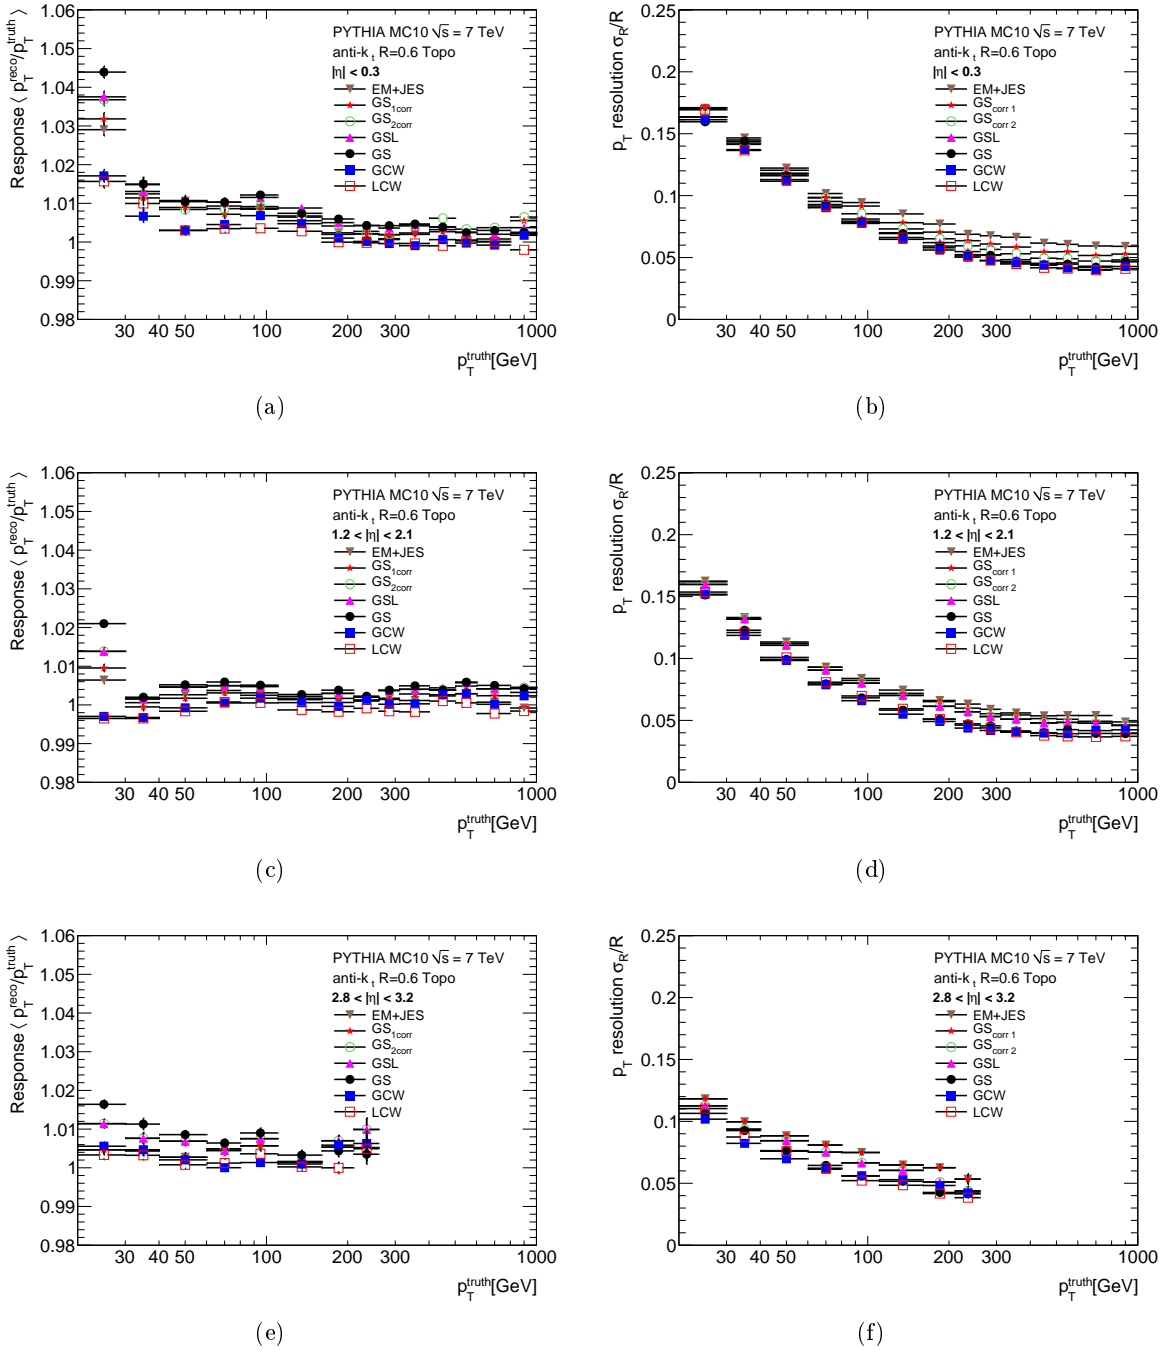 Response ⟨ p_T^reco/p_T^truth ⟩
1.06
1.05
1.04
1.03
1.02
1.01
1
0.99
0.98
PYTHIA MC10 √s = 7 TeV
anti-k_t R=0.6 Topo
|η| < 0.3
EM+JES
GS_1corr
GS_2corr
GSL
GS
GCW
LCW
30 40 50 100 200 300 1000
p_T^truth[GeV]
(a)
p_T resolution σ_R/R
0.25
0.2
0.15
0.1
0.05
0
PYTHIA MC10 √s = 7 TeV
anti-k_t R=0.6 Topo
|η| < 0.3
EM+JES
GS_corr 1
GS_corr 2
GSL
GS
GCW
LCW
30 40 50 100 200 300 1000
p_T^truth[GeV]
(b)
Response ⟨ p_T^reco/p_T^truth ⟩
1.06
1.05
1.04
1.03
1.02
1.01
1
0.99
0.98
PYTHIA MC10 √s = 7 TeV
anti-k_t R=0.6 Topo
1.2 < |η| < 2.1
EM+JES
GS_1corr
GS_2corr
GSL
GS
GCW
LCW
30 40 50 100 200 300 1000
p_T^truth[GeV]
(c)
p_T resolution σ_R/R
0.25
0.2
0.15
0.1
0.05
0
PYTHIA MC10 √s = 7 TeV
anti-k_t R=0.6 Topo
1.2 < |η| < 2.1
EM+JES
GS_corr 1
GS_corr 2
GSL
GS
GCW
LCW
30 40 50 100 200 300 1000
p_T^truth[GeV]
(d)
Response ⟨ p_T^reco/p_T^truth ⟩
1.06
1.05
1.04
1.03
1.02
1.01
1
0.99
0.98
PYTHIA MC10 √s = 7 TeV
anti-k_t R=0.6 Topo
2.8 < |η| < 3.2
EM+JES
GS_1corr
GS_2corr
GSL
GS
GCW
LCW
30 40 50 100 200 300 1000
p_T^truth[GeV]
(e)
p_T resolution σ_R/R
0.25
0.2
0.15
0.1
0.05
0
PYTHIA MC10 √s = 7 TeV
anti-k_t R=0.6 Topo
2.8 < |η| < 3.2
EM+JES
GS_corr 1
GS_corr 2
GSL
GS
GCW
LCW
30 40 50 100 200 300 1000
p_T^truth[GeV]
(f)